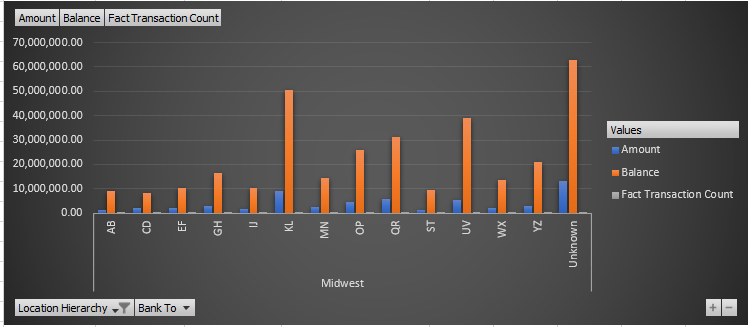 Amount Balance Fact Transaction Count
70,000,000.00
60,000,000.00
50,000,000.00
40,000,000.00
30,000,000.00
20,000,000.00
10,000,000.00
0.00
AB CD EF GH IJ KL MN OP QR ST UV WX YZ Unknown
Midwest
Values
Amount
Balance
Fact Transaction Count
Location Hierarchy Bank To
+ −